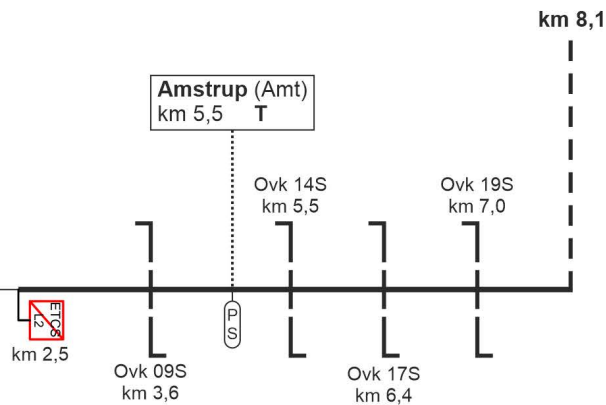 km 8,1
Amstrup (Amt)
km 5,5 T
Ovk 14S
km 5,5
Ovk 19S
km 7,0
ETCS
L2
km 2,5
P
S
Ovk 09S
km 3,6
Ovk 17S
km 6,4